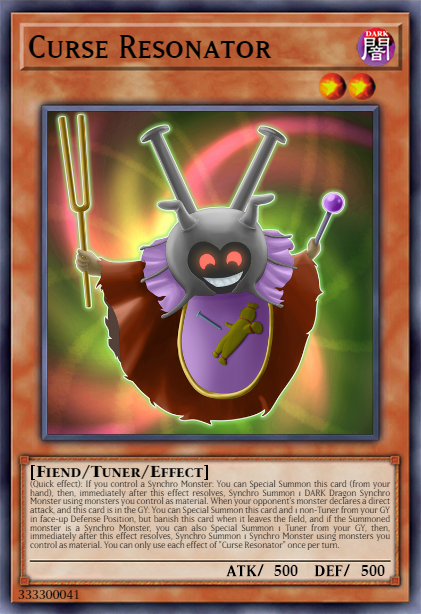 CURSE RESONATOR
DARK
闇
[FIEND/TUNER/EFFECT]
(Quick effect): If you control a Synchro Monster: You can Special Summon this card (from your
hand), then, immediately after this effect resolves, Synchro Summon 1 DARK Dragon Synchro
Monster using monsters you control as material. When your opponent's monster declares a direct
attack, and this card is in the GY: You can Special Summon this card and 1 non-Tuner from your GY
in face-up Defense Position, but banish this card when it leaves the field, and if the Summoned
monster is a Synchro Monster, you can also Special Summon 1 Tuner from your GY, then,
immediately after this effect resolves, Synchro Summon 1 Synchro Monster using monsters you
control as material. You can only use each effect of "Curse Resonator" once per turn.
ATK/ 500 DEF/ 500
333300041